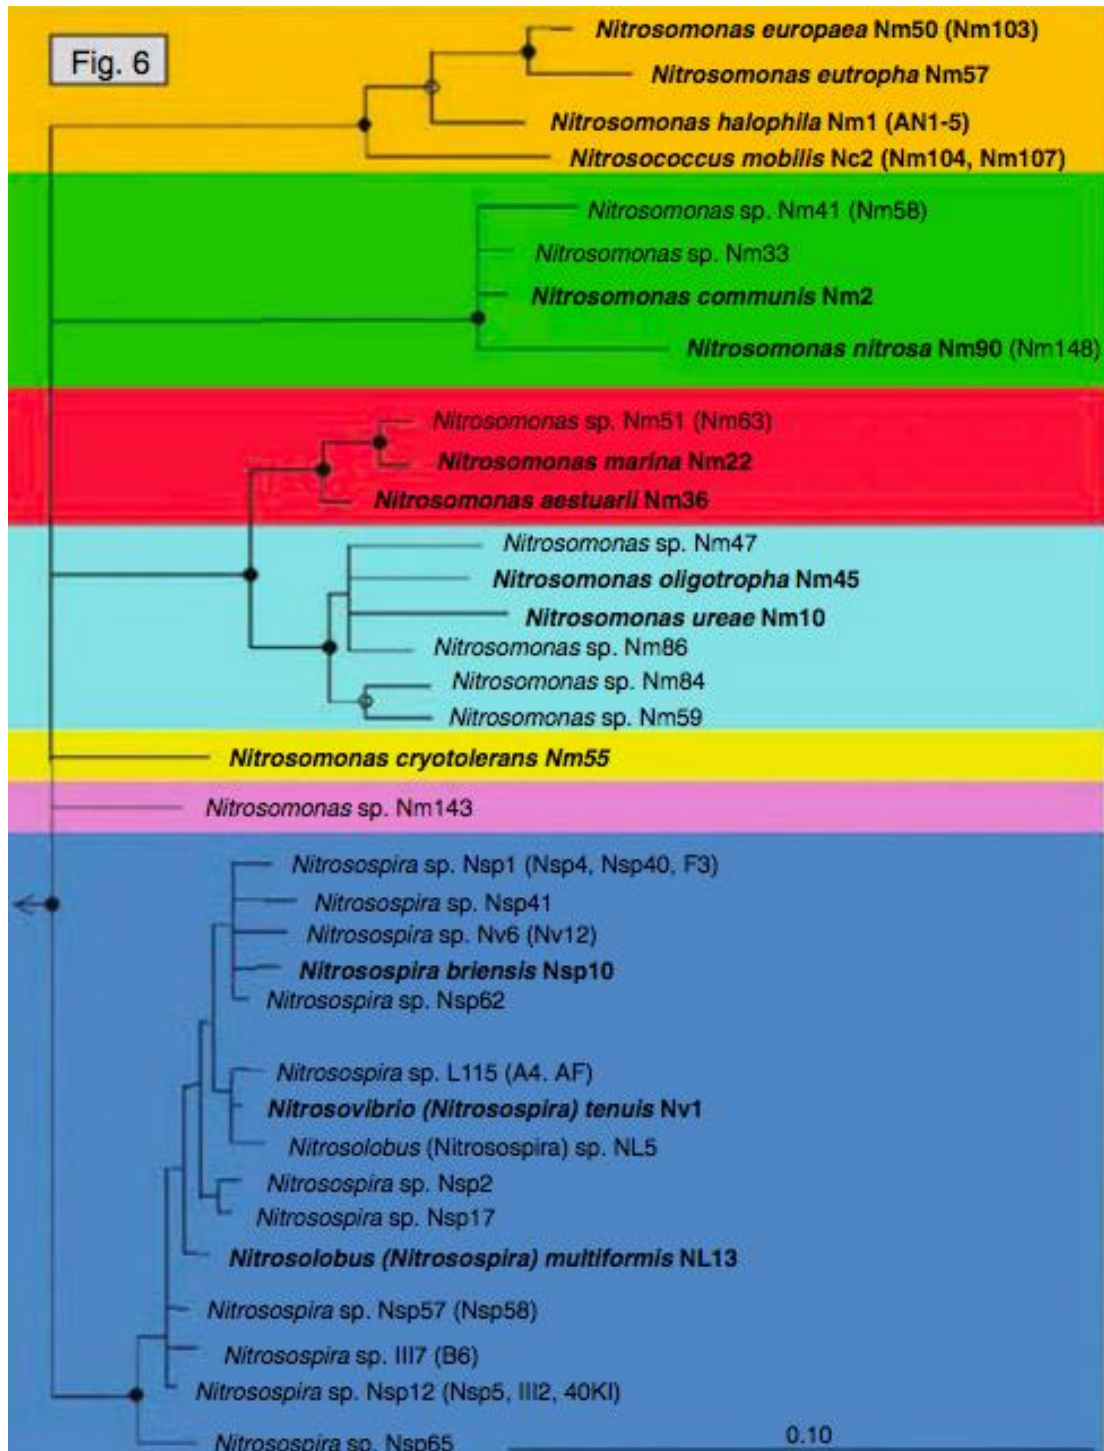 Fig. 6
Nitrosomonas europaea Nm50 (Nm103)
Nitrosomonas eutropha Nm57
Nitrosomonas halophila Nm1 (AN1-5)
Nitrosococcus mobilis Nc2 (Nm104, Nm107)
Nitrosomonas sp. Nm41 (Nm58)
Nitrosomonas sp. Nm33
Nitrosomonas communis Nm2
Nitrosomonas nitrosa Nm90 (Nm148)
Nitrosomonas sp. Nm51 (Nm63)
Nitrosomonas marina Nm22
Nitrosomonas aestuarii Nm36
Nitrosomonas sp. Nm47
Nitrosomonas oligotropha Nm45
Nitrosomonas ureae Nm10
Nitrosomonas sp. Nm86
Nitrosomonas sp. Nm84
Nitrosomonas sp. Nm59
Nitrosomonas cryotolerans Nm55
Nitrosomonas sp. Nm143
Nitrosospira sp. Nsp1 (Nsp4, Nsp40, F3)
Nitrosospira sp. Nsp41
Nitrosospira sp. Nv6 (Nv12)
Nitrosospira briensis Nsp10
Nitrosospira sp. Nsp62
Nitrosospira sp. L115 (A4. AF)
Nitrosovibrio (Nitrosospira) tenuis Nv1
Nitrosolobus (Nitrosospira) sp. NL5
Nitrosospira sp. Nsp2
Nitrosospira sp. Nsp17
Nitrosolobus (Nitrosospira) multiformis NL13
Nitrosospira sp. Nsp57 (Nsp58)
Nitrosospira sp. III7 (B6)
Nitrosospira sp. Nsp12 (Nsp5, III2, 40KI)
Nitrosospira sp. Nsp65
0.10